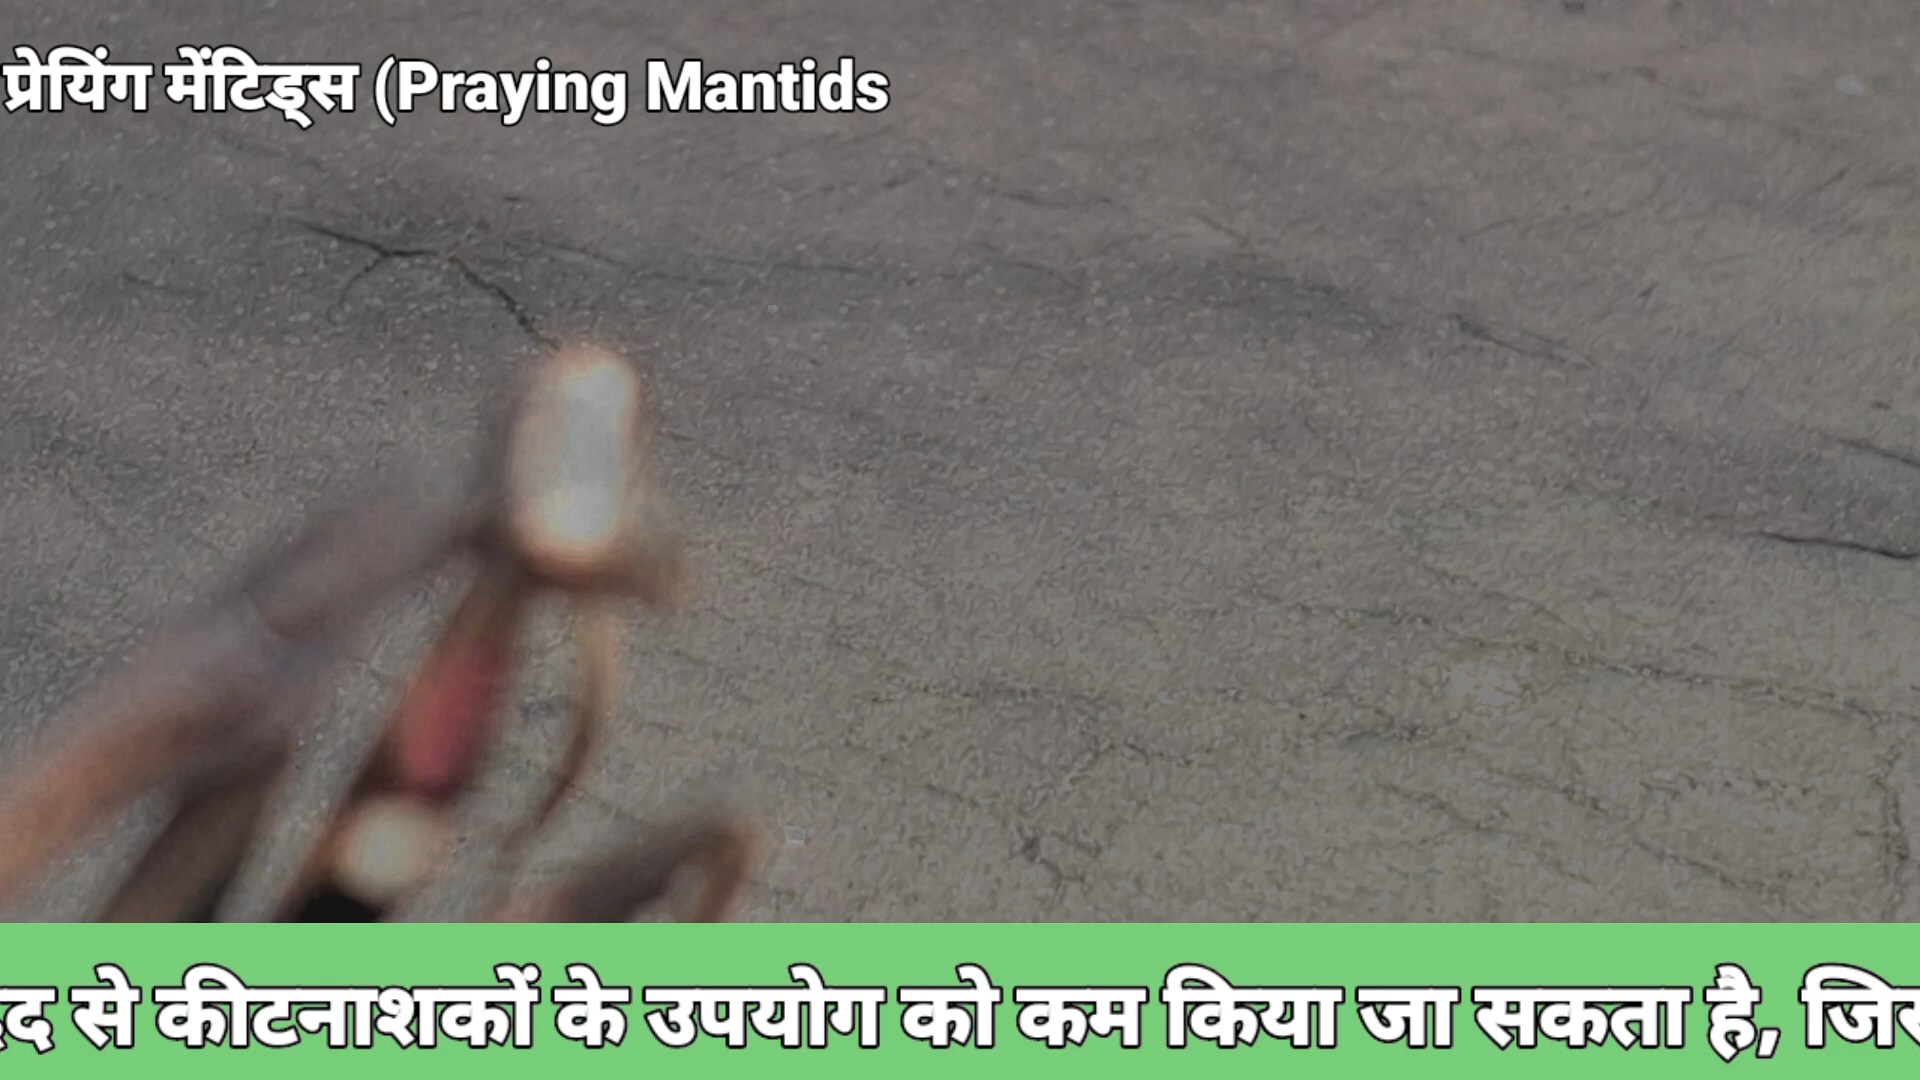 प्रेयिंग मेंटिड्स (Praying Mantids
से कीटनाशकों के उपयोग को कम किया जा सकता है,